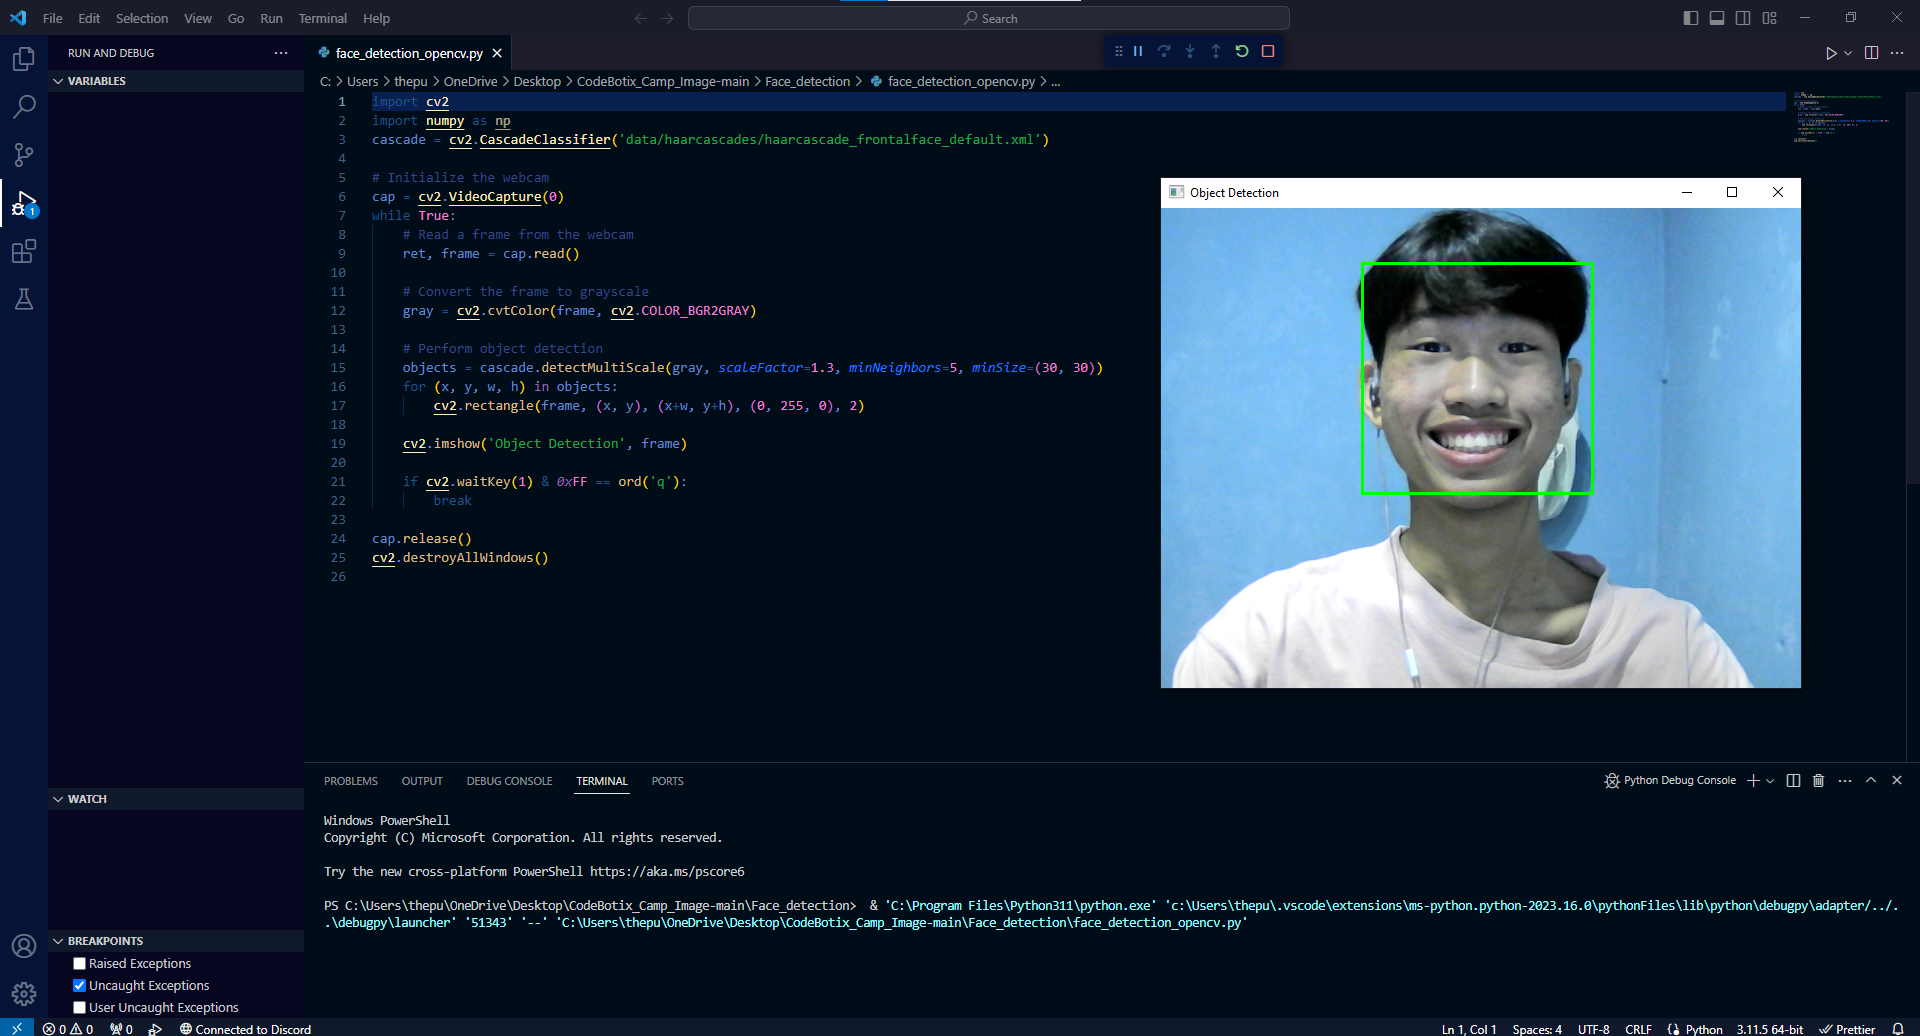 File Edit Selection View Go Run Terminal Help
Search
RUN AND DEBUG
face_detection_opencv.py
VARIABLES
C: > Users > thepu > OneDrive > Desktop > CodeBotix_Camp_Image-main > Face_detection > face_detection_opencv.py > ...
1 import cv2
2 import numpy as np
3 cascade = cv2.CascadeClassifier('data/haarcascades/haarcascade_frontalface_default.xml')
4
5 # Initialize the webcam
6 cap = cv2.VideoCapture(0)
7 while True:
8 # Read a frame from the webcam
9 ret, frame = cap.read()
10
11 # Convert the frame to grayscale
12 gray = cv2.cvtColor(frame, cv2.COLOR_BGR2GRAY)
13
14 # Perform object detection
15 objects = cascade.detectMultiScale(gray, scaleFactor=1.3, minNeighbors=5, minSize=(30, 30))
16 for (x, y, w, h) in objects:
17 cv2.rectangle(frame, (x, y), (x+w, y+h), (0, 255, 0), 2)
18
19 cv2.imshow('Object Detection', frame)
20
21 if cv2.waitKey(1) & 0xFF == ord('q'):
22 break
23
24 cap.release()
25 cv2.destroyAllWindows()
26
Object Detection
1
WATCH
BREAKPOINTS
Raised Exceptions
Uncaught Exceptions
User Uncaught Exceptions
PROBLEMS OUTPUT DEBUG CONSOLE TERMINAL PORTS
Python Debug Console
Windows PowerShell
Copyright (C) Microsoft Corporation. All rights reserved.
Try the new cross-platform PowerShell https://aka.ms/pscore6
PS C:\Users\thepu\OneDrive\Desktop\CodeBotix_Camp_Image-main\Face_detection> & 'C:\Program Files\Python311\python.exe' 'c:\Users\thepu\.vscode\extensions\ms-python.python-2023.16.0\pythonFiles\lib\python\debugpy\adapter/../.
.\debugpy\launcher' '51343' '--' 'C:\Users\thepu\OneDrive\Desktop\CodeBotix_Camp_Image-main\Face_detection\face_detection_opencv.py'
0 0 0 Connected to Discord
Ln 1, Col 1 Spaces: 4 UTF-8 CRLF Python 3.11.5 64-bit Prettier